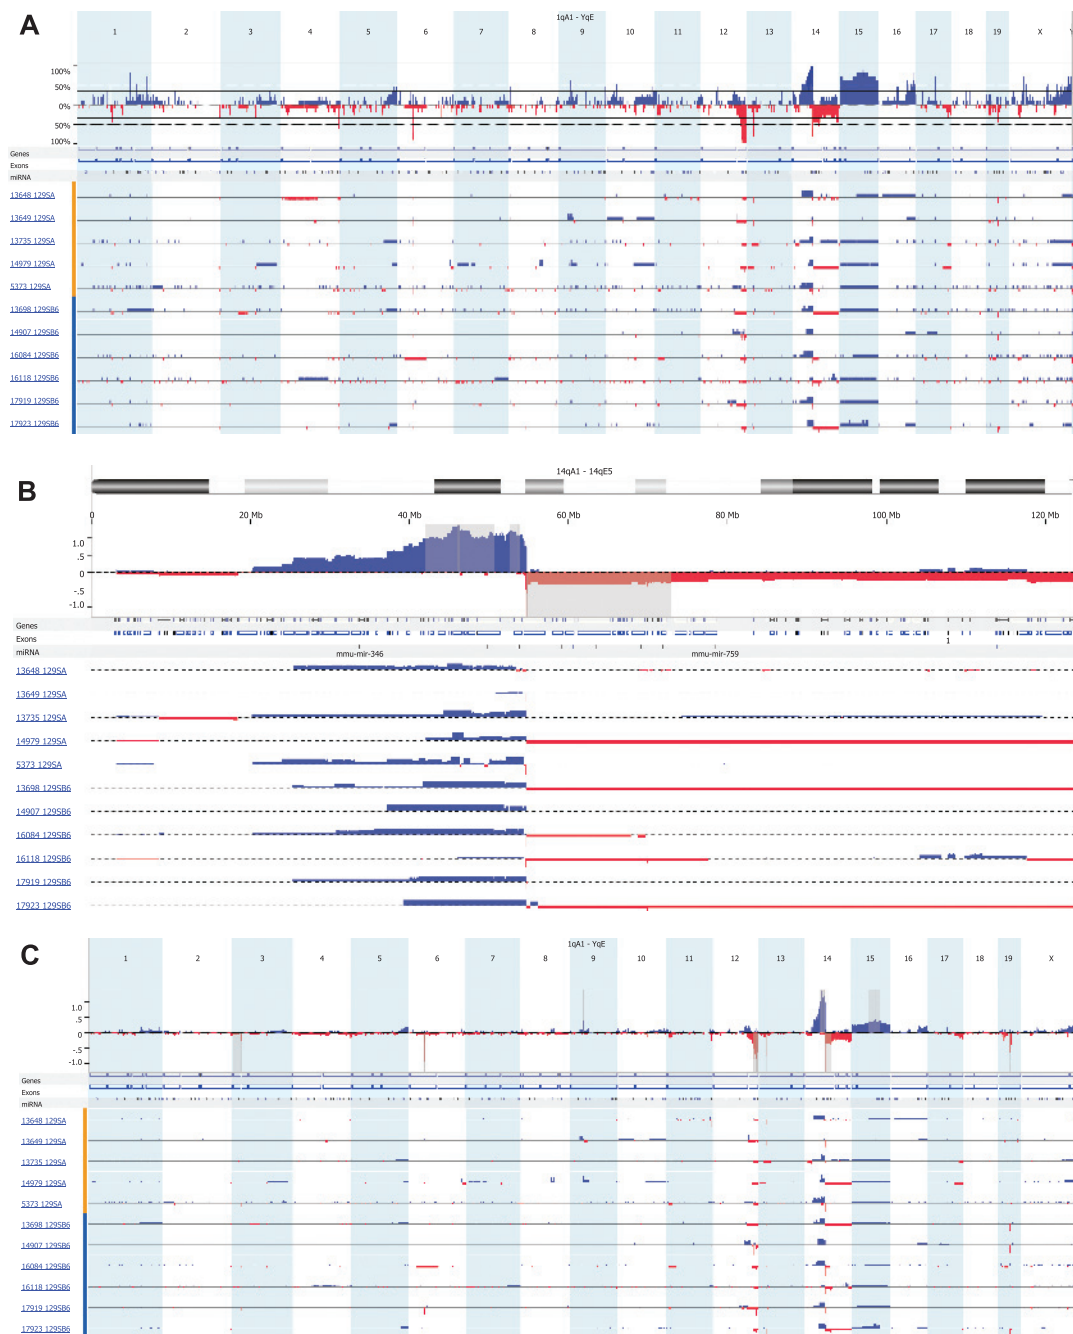 A
1qA1 - YqE
1 2 3 4 5 6 7 8 9 10 11 12 13 14 15 16 17 18 19 X Y
100%
50%
0%
50%
100%
Genes
Exons
miRNA
13648 129SA
13649 129SA
13735 129SA
14979 129SA
5373 129SA
13698 129SB6
14907 129SB6
16084 129SB6
16118 129SB6
17919 129SB6
17923 129SB6
B
14qA1 - 14qE5
0 20 Mb 40 Mb 60 Mb 80 Mb 100 Mb 120 Mb
1.0
.5
0
-.5
-1.0
Genes
Exons
1
miRNA
mmu-mir-346 mmu-mir-759
13648 129SA
13649 129SA
13735 129SA
14979 129SA
5373 129SA
13698 129SB6
14907 129SB6
16084 129SB6
16118 129SB6
17919 129SB6
17923 129SB6
C
1qA1 - YqE
1 2 3 4 5 6 7 8 9 10 11 12 13 14 15 16 17 18 19 X
1.0
.5
0
-.5
-1.0
Genes
Exons
miRNA
13648 129SA
13649 129SA
13735 129SA
14979 129SA
5373 129SA
13698 129SB6
14907 129SB6
16084 129SB6
16118 129SB6
17919 129SB6
17923 129SB6